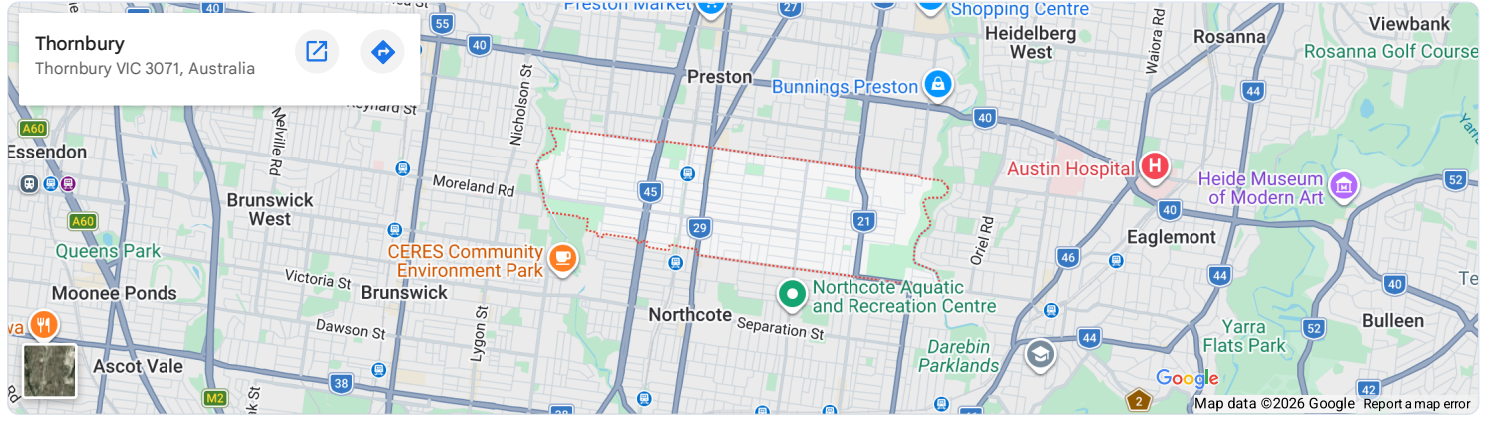 Thornbury
Thornbury VIC 3071, Australia
40
55
40
Preston Market
27
Shopping Centre
Heidelberg
West
Waiora Rd
Rosanna
Viewbank
Rosanna Golf Course
Preston
Bunnings Preston
44
40
A60
Essendon
Melville Rd
Reynard St
Nicholson St
Moreland Rd
45
29
21
Austin Hospital
H
Heide Museum
of Modern Art
52
40
Brunswick
West
A60
Queens Park
CERES Community
Environment Park
Oriel Rd
Eaglemont
46
40
40
Moonee Ponds
Victoria St
Brunswick
Northcote Aquatic
and Recreation Centre
Northcote
Separation St
Dawson St
Lygon St
Ascot Vale
38
M2
Darebin
Parklands
44
Yarra
Flats Park
52
Bulleen
42
2
Google
Map data ©2026 Google
Report a map error